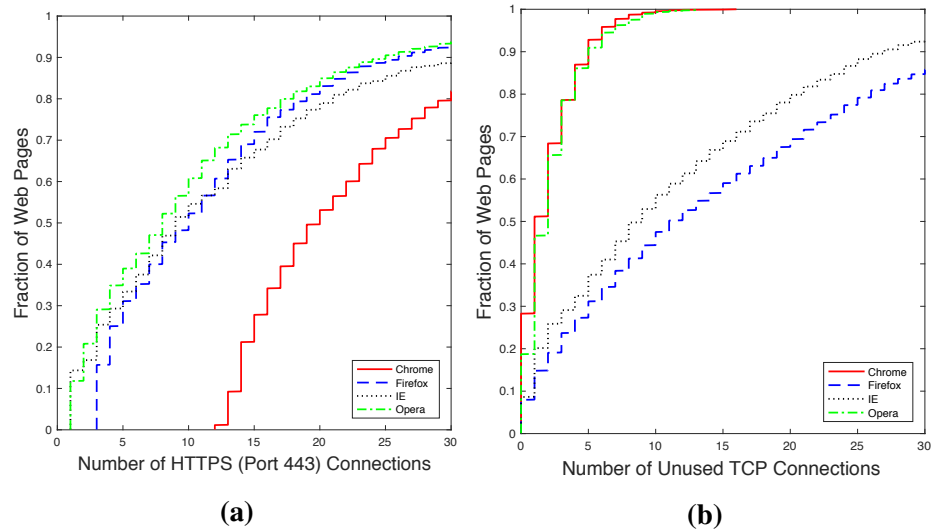 Fraction of Web Pages
1
0.9
0.8
0.7
0.6
0.5
0.4
0.3
0.2
0.1
0
0 5 10 15 20 25 30
Number of HTTPS (Port 443) Connections
Chrome
Firefox
IE
Opera
(a)
Fraction of Web Pages
1
0.9
0.8
0.7
0.6
0.5
0.4
0.3
0.2
0.1
0
0 5 10 15 20 25 30
Number of Unused TCP Connections
Chrome
Firefox
IE
Opera
(b)